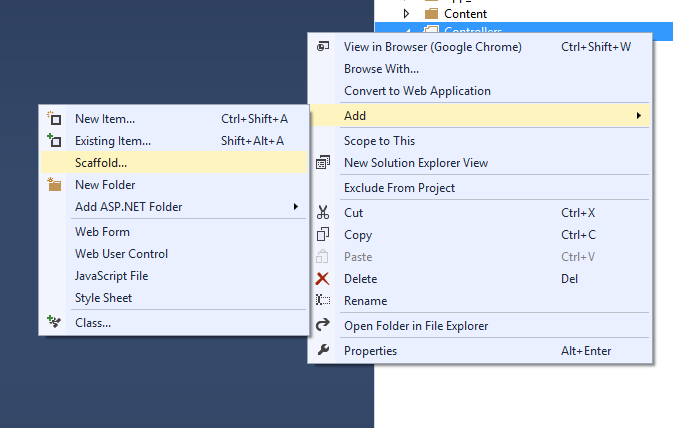 Content
Controllers
View in Browser (Google Chrome) Ctrl+Shift+W
Browse With...
Convert to Web Application
Add
Scope to This
New Solution Explorer View
Exclude From Project
Cut Ctrl+X
Copy Ctrl+C
Paste Ctrl+V
Delete Del
Rename
Open Folder in File Explorer
Properties Alt+Enter
New Item... Ctrl+Shift+A
Existing Item... Shift+Alt+A
Scaffold...
New Folder
Add ASP.NET Folder
Web Form
Web User Control
JavaScript File
Style Sheet
Class...